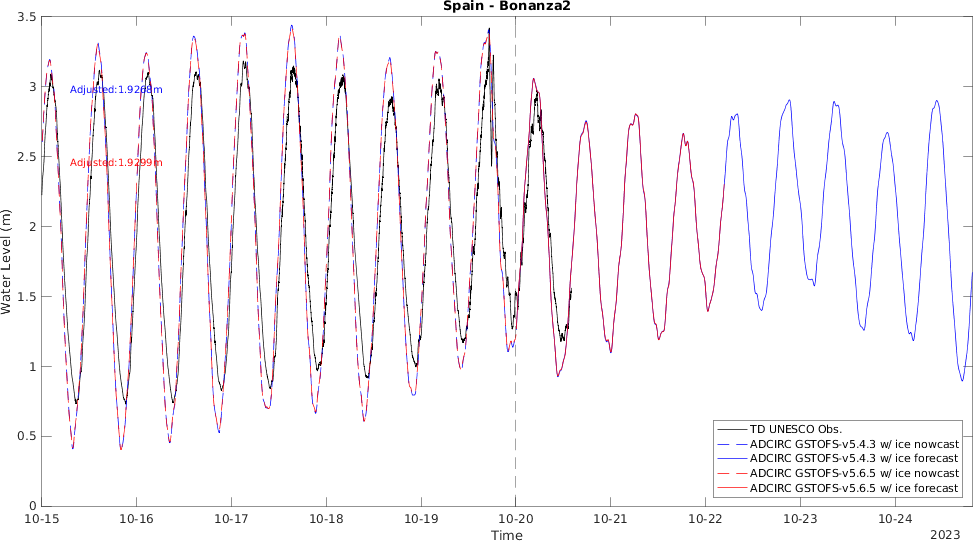 Spain - Bonanza2
3.5
3
2.5
2
1.5
1
0.5
0
Water Level (m)
Adjusted:1.9268m
Adjusted:1.9299m
TD UNESCO Obs.
ADCIRC GSTOFS-v5.4.3 w/ ice nowcast
ADCIRC GSTOFS-v5.4.3 w/ ice forecast
ADCIRC GSTOFS-v5.6.5 w/ ice nowcast
ADCIRC GSTOFS-v5.6.5 w/ ice forecast
10-15 10-16 10-17 10-18 10-19 10-20 10-21 10-22 10-23 10-24
Time
2023